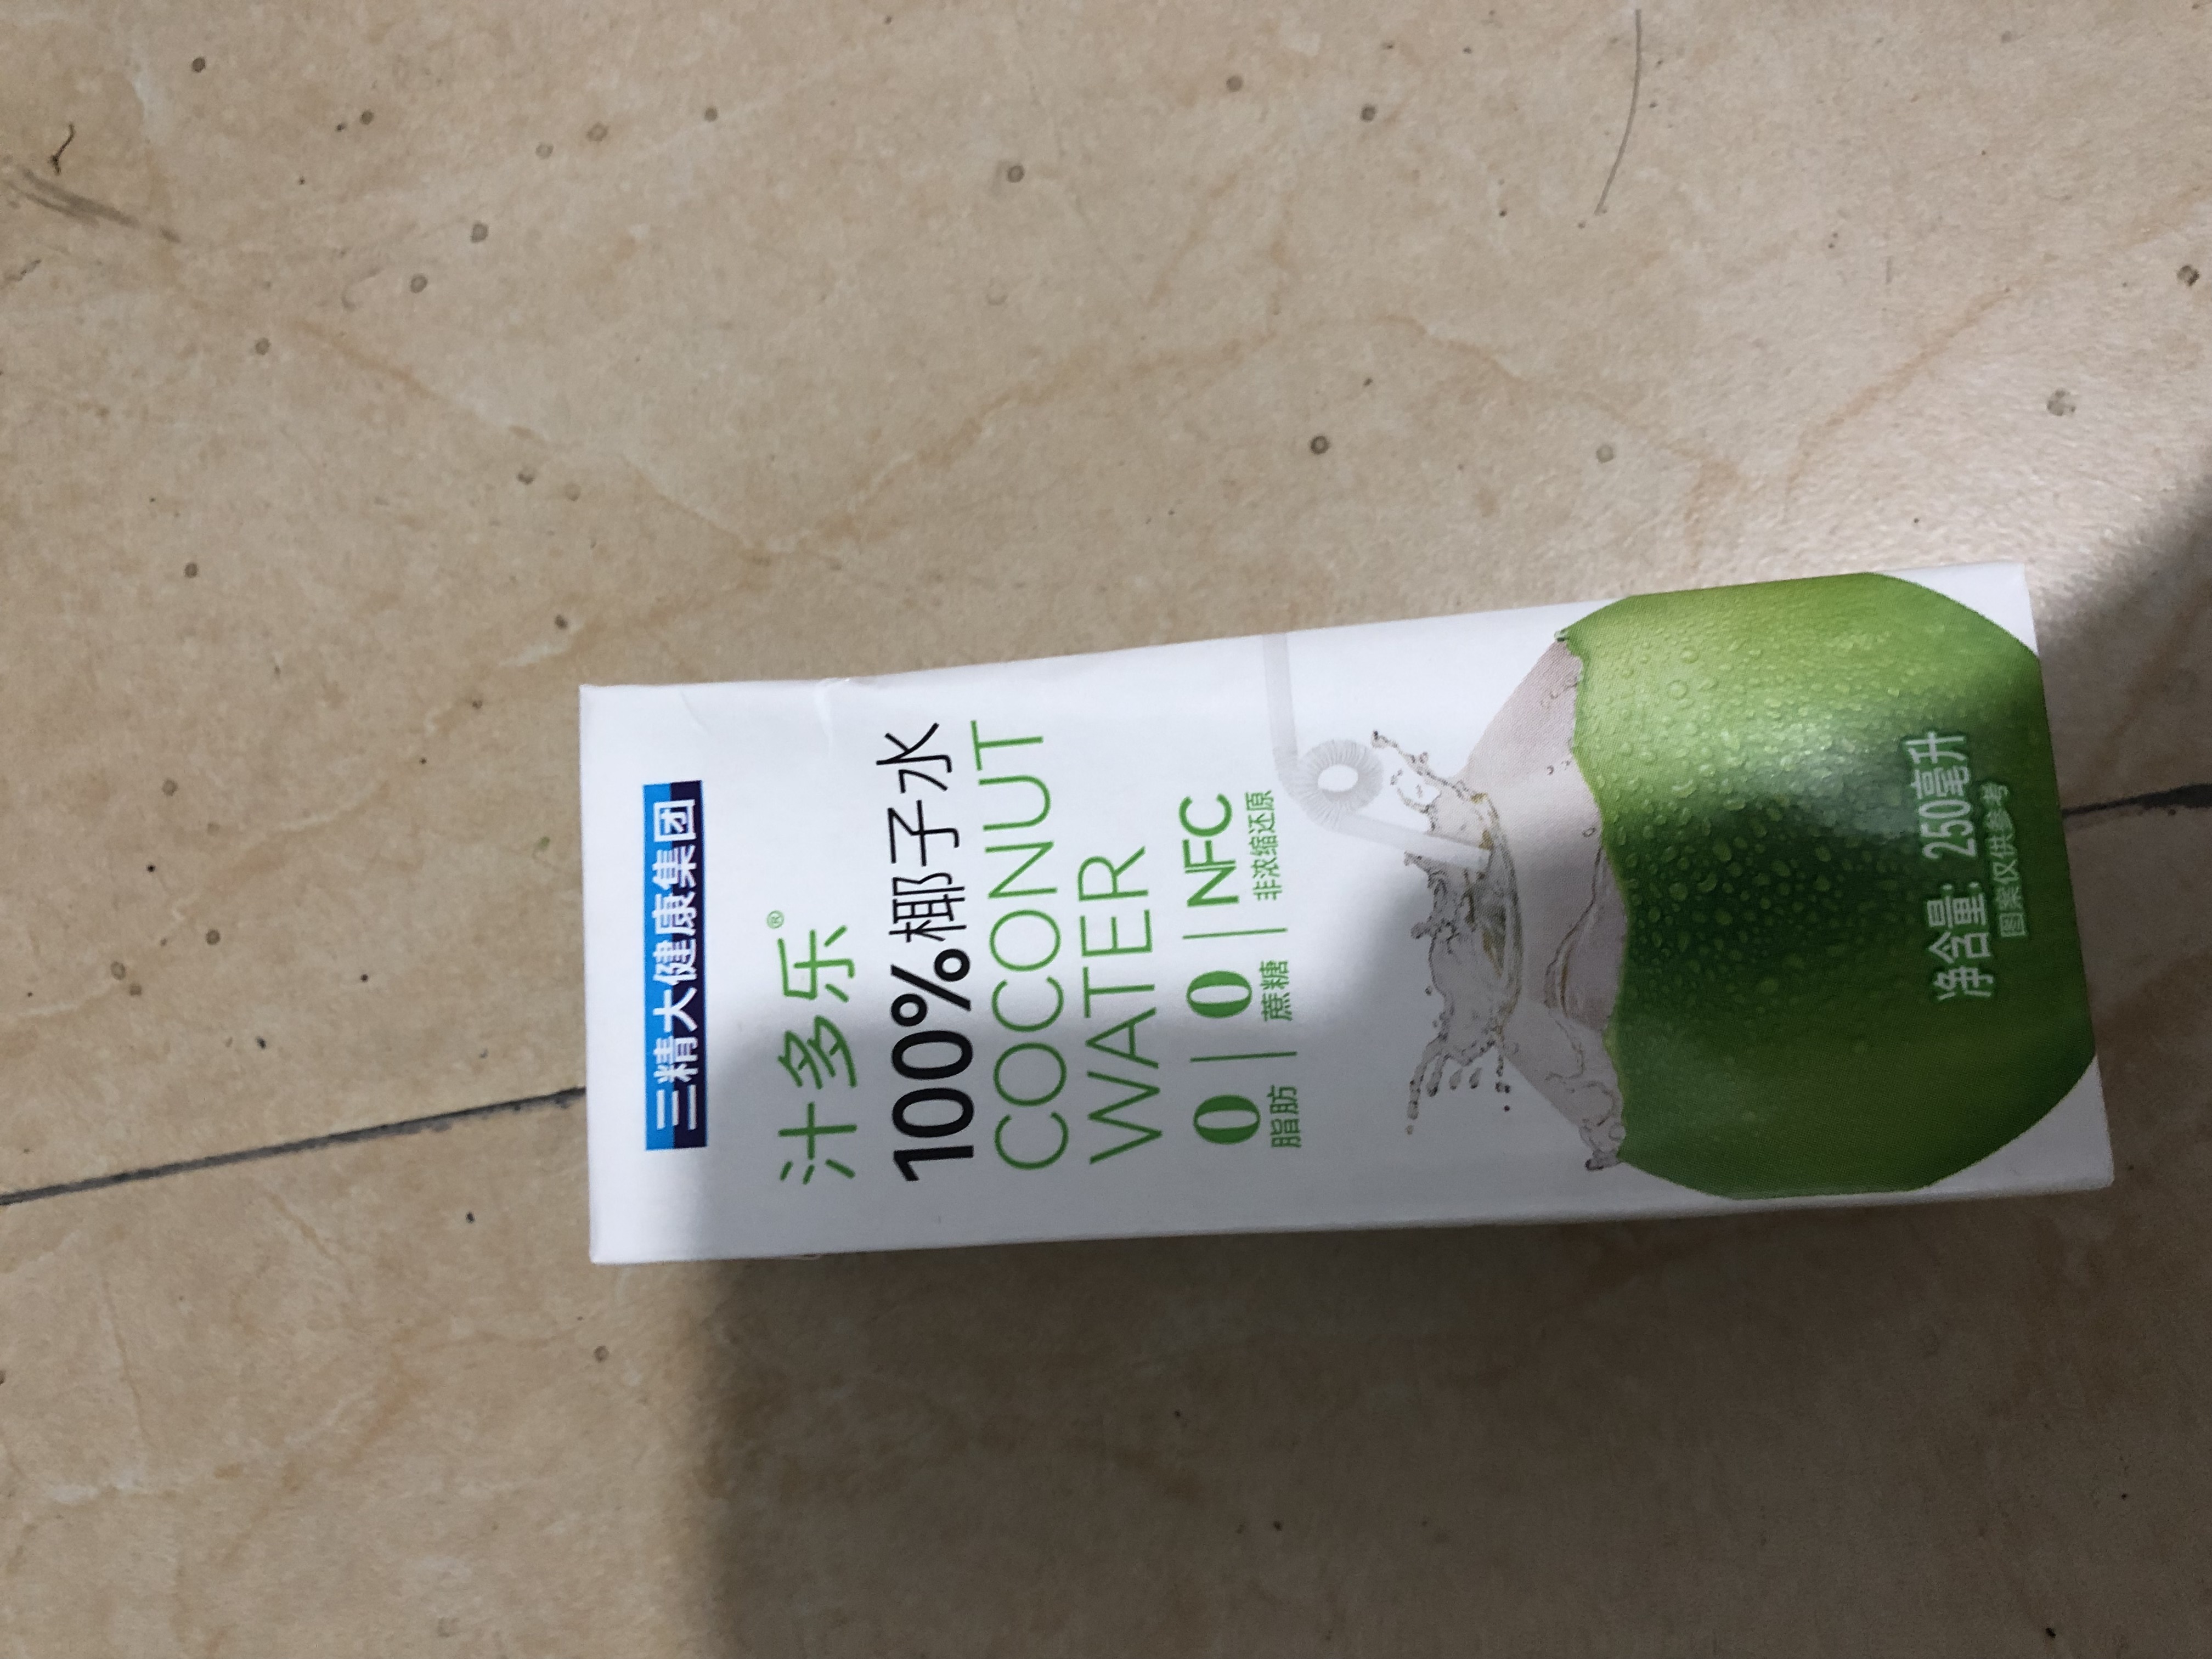 三精大健康集团
汁多乐®
100%椰子水
COCONUT
WATER
0 | 0 | NFC
脂肪 蔗糖 非浓缩还原
净含量: 250毫升
图案仅供参考